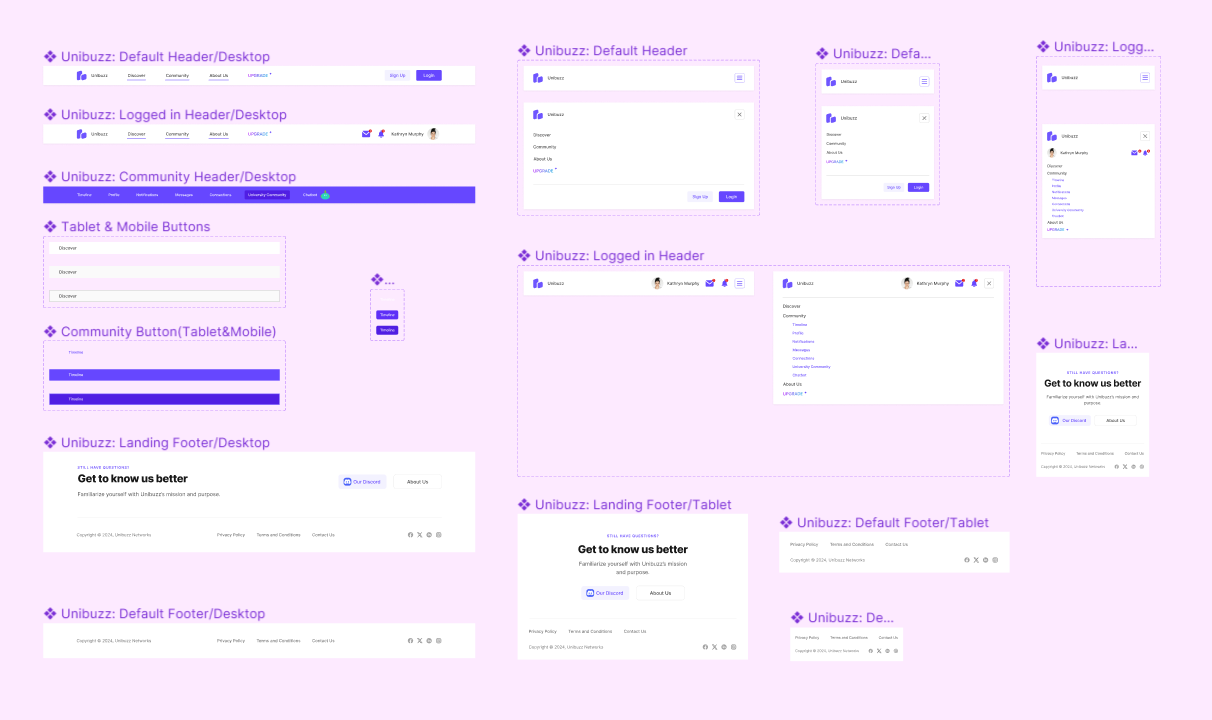 Unibuzz: Default Header/Desktop
Unibuzz Discover Community About Us UPGRADE Sign Up Login
Unibuzz: Logged in Header/Desktop
Unibuzz Discover Community About Us UPGRADE Kathryn Murphy
Unibuzz: Community Header/Desktop
Timeline Profile Notifications Messages Connections University Community Chatbot
Tablet & Mobile Buttons
Discover
Discover
Discover
...
Timeline
Timeline
Community Button(Tablet&Mobile)
Timeline
Timeline
Timeline
Unibuzz: Landing Footer/Desktop
STILL HAVE QUESTIONS?
Get to know us better
Familiarize yourself with Unibuzz's mission and purpose.
Our Discord About Us
Copyright © 2024, Unibuzz Networks Privacy Policy Terms and Conditions Contact Us
Unibuzz: Default Footer/Desktop
Copyright © 2024, Unibuzz Networks Privacy Policy Terms and Conditions Contact Us
Unibuzz: Default Header
Unibuzz
Unibuzz
Discover
Community
About Us
UPGRADE
Sign Up Login
Unibuzz: Defa...
Unibuzz
Unibuzz
Discover
Community
About Us
UPGRADE
Sign Up Login
Unibuzz: Logg...
Unibuzz
Unibuzz
Kathryn Murphy
Discover
Community
Timeline
Profile
Notifications
Messages
Connections
University Community
Chatbot
About Us
UPGRADE
Unibuzz: Logged in Header
Unibuzz Kathryn Murphy
Unibuzz Kathryn Murphy
Discover
Community
Timeline
Profile
Notifications
Messages
Connections
University Community
Chatbot
About Us
UPGRADE
Unibuzz: La...
STILL HAVE QUESTIONS?
Get to know us better
Familiarize yourself with Unibuzz's mission and
purpose.
Our Discord About Us
Privacy Policy Terms and Conditions Contact Us
Copyright © 2024, Unibuzz Networks
Unibuzz: Landing Footer/Tablet
STILL HAVE QUESTIONS?
Get to know us better
Familiarize yourself with Unibuzz's mission
and purpose.
Our Discord About Us
Privacy Policy Terms and Conditions Contact Us
Copyright © 2024, Unibuzz Networks
Unibuzz: Default Footer/Tablet
Privacy Policy Terms and Conditions Contact Us
Copyright © 2024, Unibuzz Networks
Unibuzz: De...
Privacy Policy Terms and Conditions Contact Us
Copyright © 2024, Unibuzz Networks